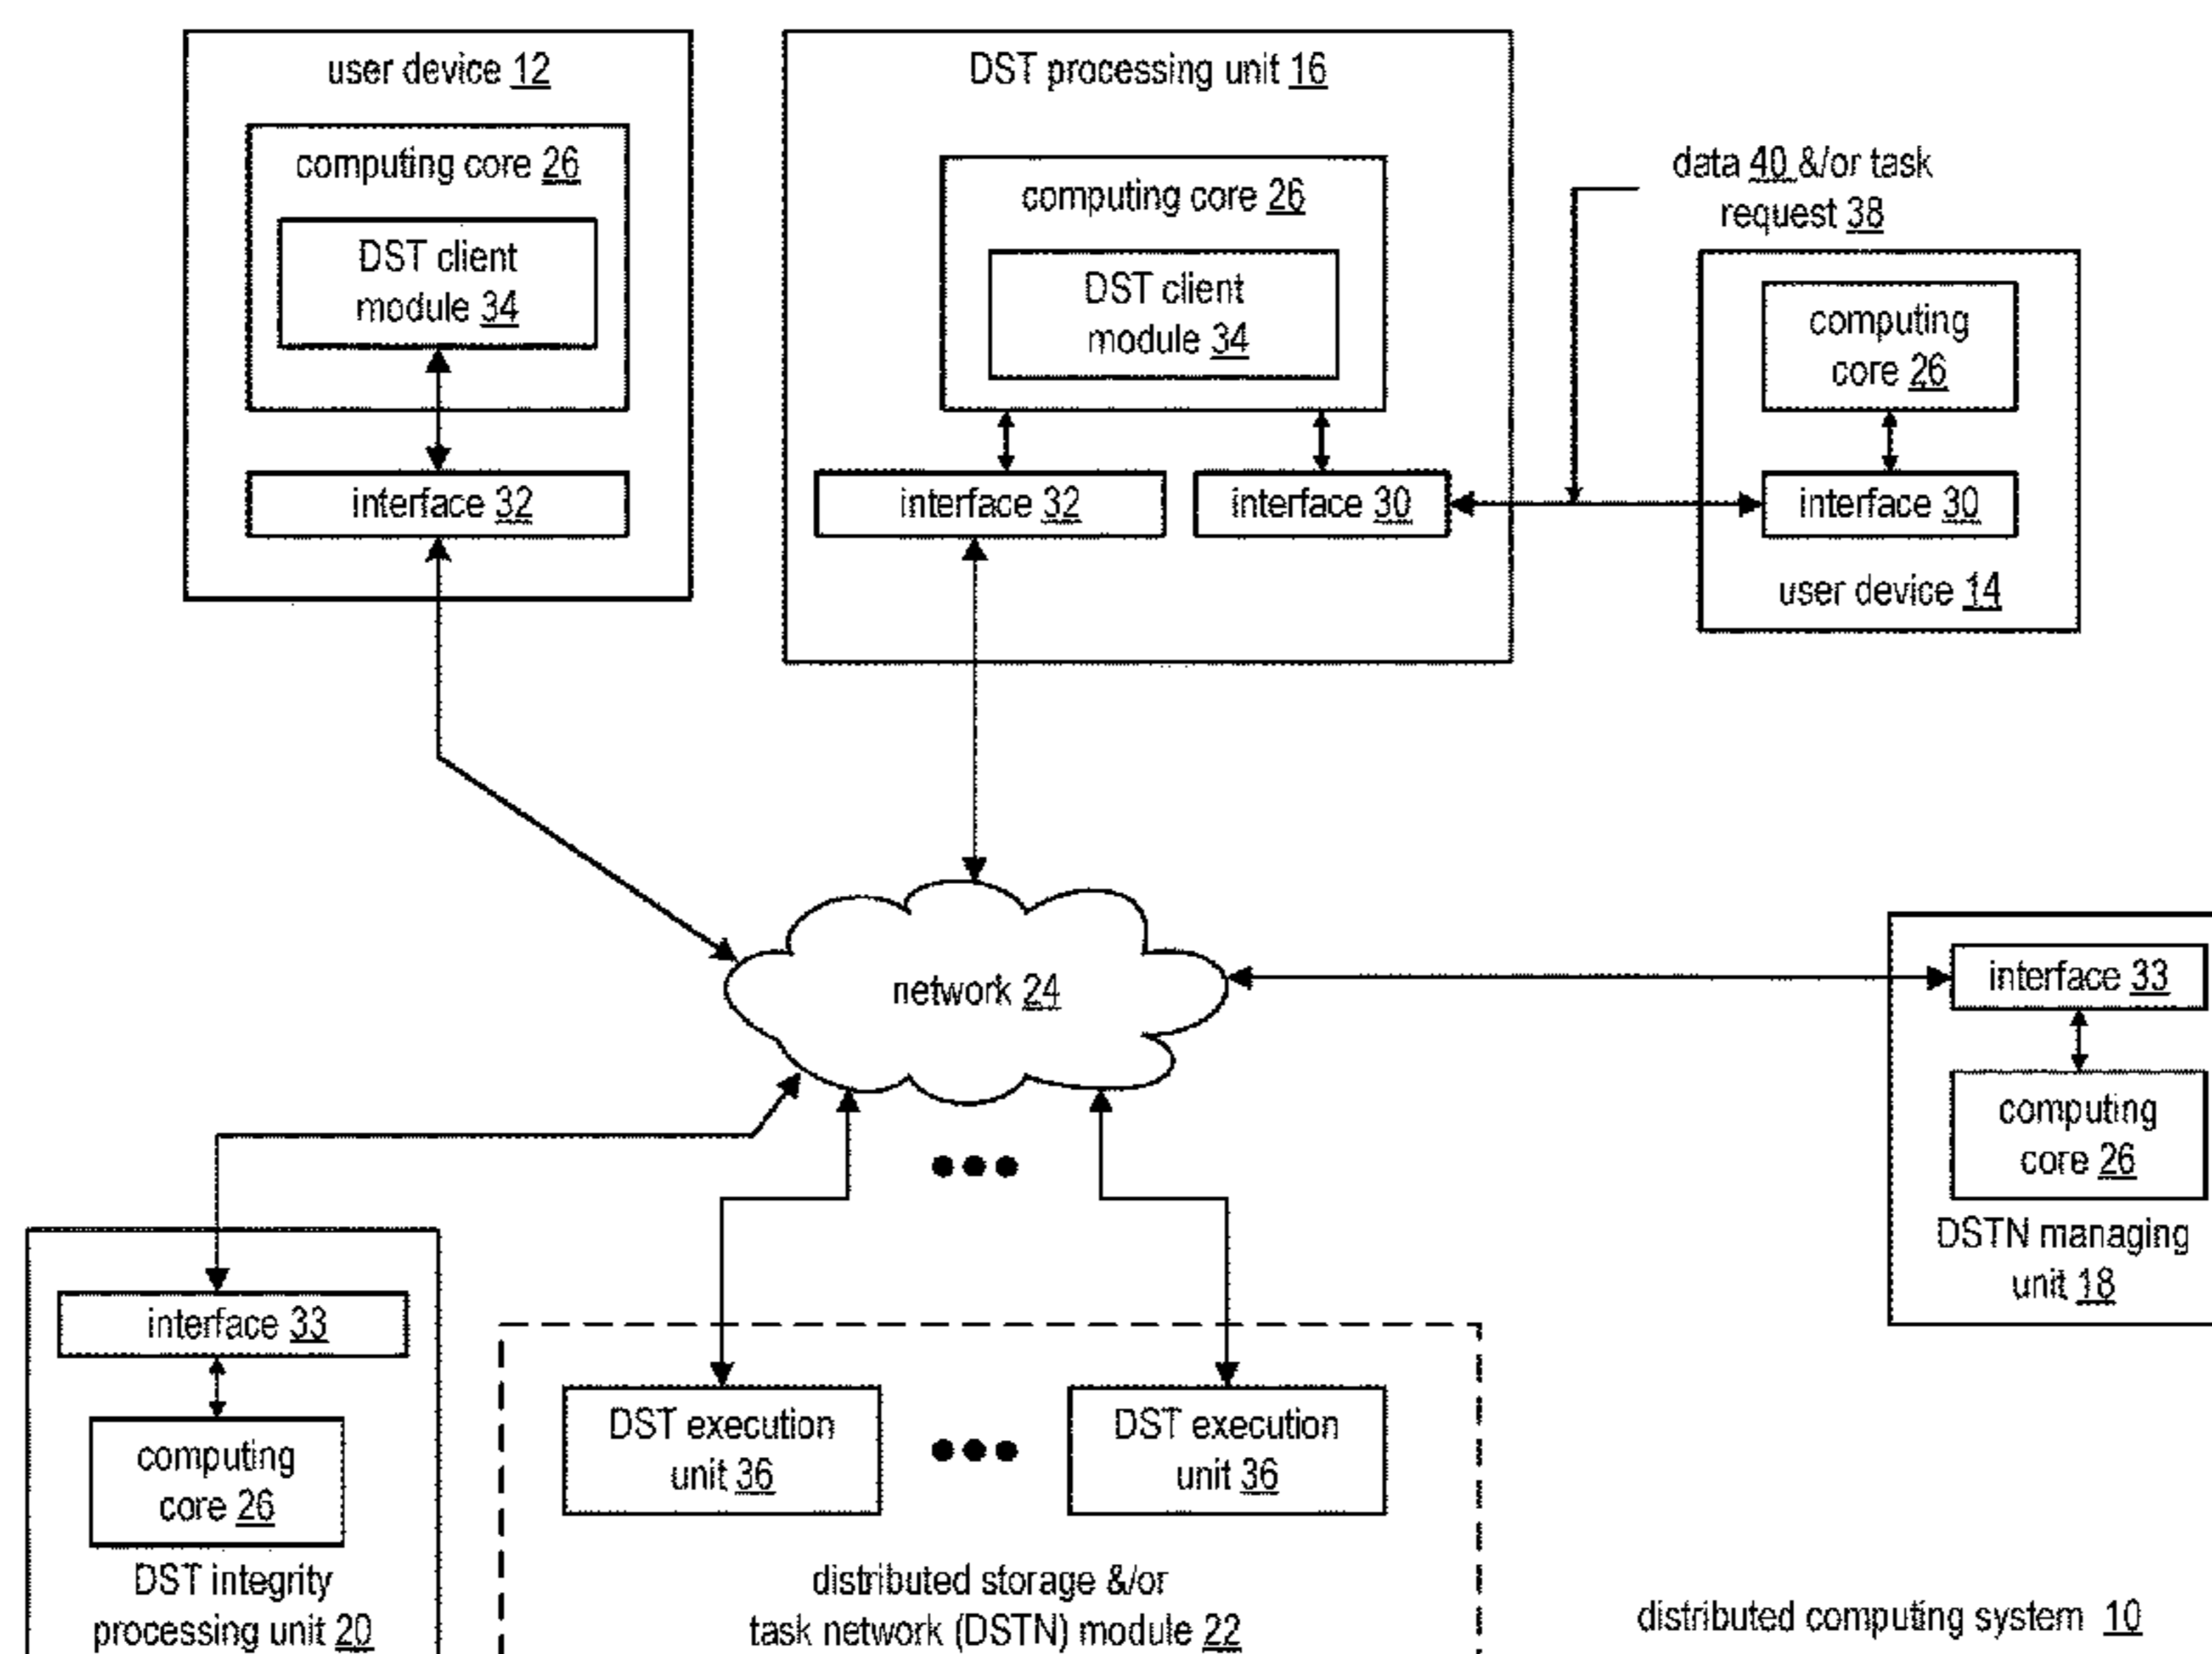 user device 12
computing core 26
DST client
module 34
interface 32
DST processing unit 16
computing core 26
DST client
module 34
interface 32
interface 30
data 40 &/or task
request 38
computing
core 26
interface 30
user device 14
network 24
interface 33
computing
core 26
DSTN managing
unit 18
interface 33
computing
core 26
DST integrity
processing unit 20
DST execution
unit 36
DST execution
unit 36
distributed storage &/or
task network (DSTN) module 22
distributed computing system 10